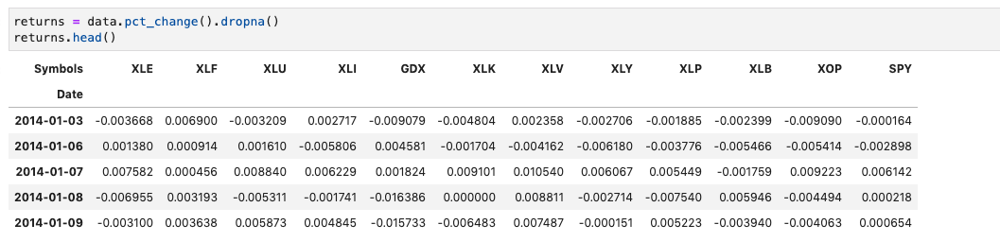 returns = data.pct_change().dropna()
returns.head()
Symbols XLE XLF XLU XLI GDX XLK XLV XLY XLP XLB XOP SPY
Date
2014-01-03 -0.003668 0.006900 -0.003209 0.002717 -0.009079 -0.004804 0.002358 -0.002706 -0.001885 -0.002399 -0.009090 -0.000164
2014-01-06 0.001380 0.000914 0.001610 -0.005806 0.004581 -0.001704 -0.004162 -0.006180 -0.003776 -0.005466 -0.005414 -0.002898
2014-01-07 0.007582 0.000456 0.008840 0.006229 0.001824 0.009101 0.010540 0.006067 0.005449 -0.001759 0.009223 0.006142
2014-01-08 -0.006955 0.003193 -0.005311 -0.001741 -0.016386 0.000000 0.008811 -0.002714 -0.007540 0.005946 -0.004494 0.000218
2014-01-09 -0.003100 0.003638 0.005873 0.004845 -0.015733 -0.006483 0.007487 -0.000151 0.005223 -0.003940 -0.004063 0.000654